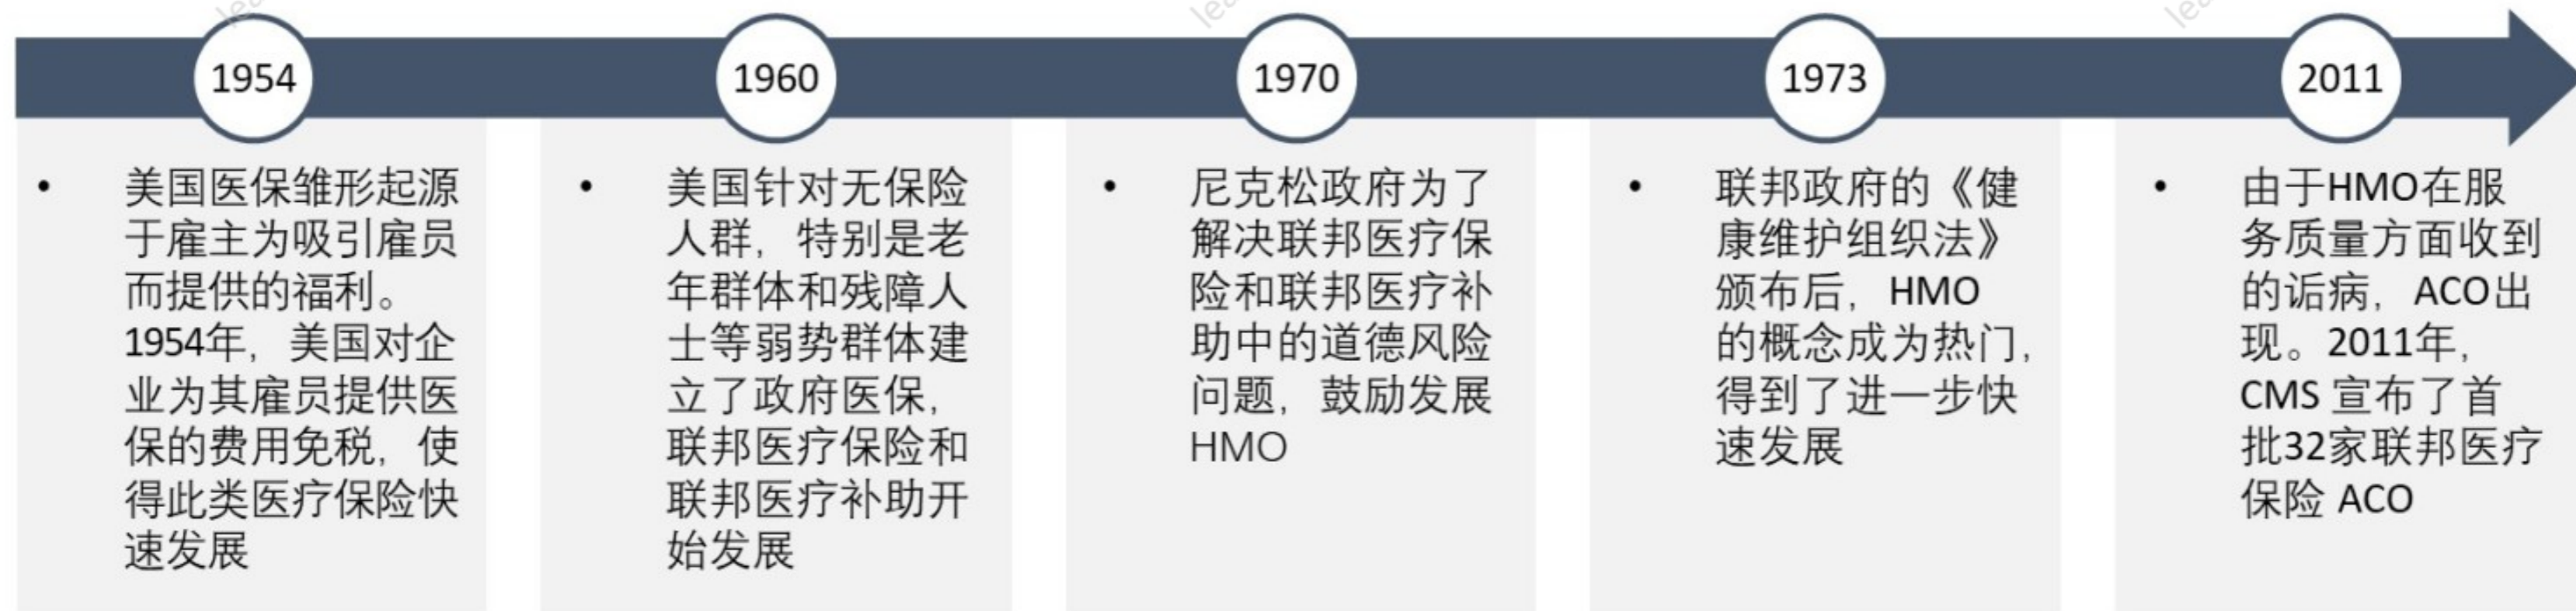 1954
1960
1970
1973
2011
• 美国医保雏形起源
于雇主为吸引雇员
而提供的福利。
1954年，美国对企
业为其雇员提供医
保的费用免税，使
得此类医疗保险快
速发展
• 美国针对无保险
人群，特别是老
年群体和残障人
士等弱势群体建
立了政府医保，
联邦医疗保险和
联邦医疗补助开
始发展
• 尼克松政府为了
解决联邦医疗保
险和联邦医疗补
助中的道德风险
问题，鼓励发展
HMO
• 联邦政府的《健
康维护组织法》
颁布后，HMO
的概念成为热门，
得到了进一步快
速发展
• 由于HMO在服
务质量方面收到
的诟病，ACO出
现。2011年，
CMS 宣布了首
批32家联邦医疗
保险 ACO